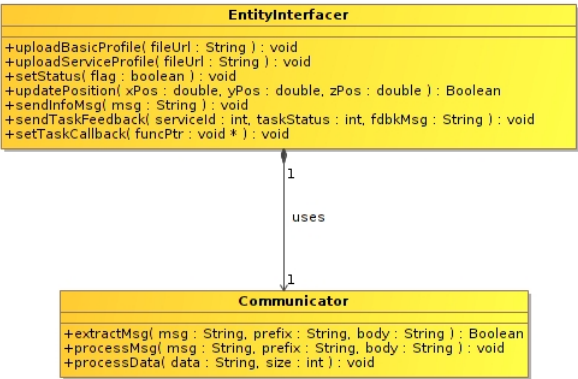 EntityInterfacer
+uploadBasicProfile( fileUrl : String ) : void
+uploadServiceProfile( fileUrl : String ) : void
+setStatus( flag : boolean ) : void
+updatePosition( xPos : double, yPos : double, zPos : double ) : Boolean
+sendInfoMsg( msg : String ) : void
+sendTaskFeedback( serviceId : int, taskStatus : int, fdbkMsg : String ) : void
+setTaskCallback( funcPtr : void * ) : void
1
uses
1
Communicator
+extractMsg( msg : String, prefix : String, body : String ) : Boolean
+processMsg( msg : String, prefix : String, body : String ) : void
+processData( data : String, size : int ) : void